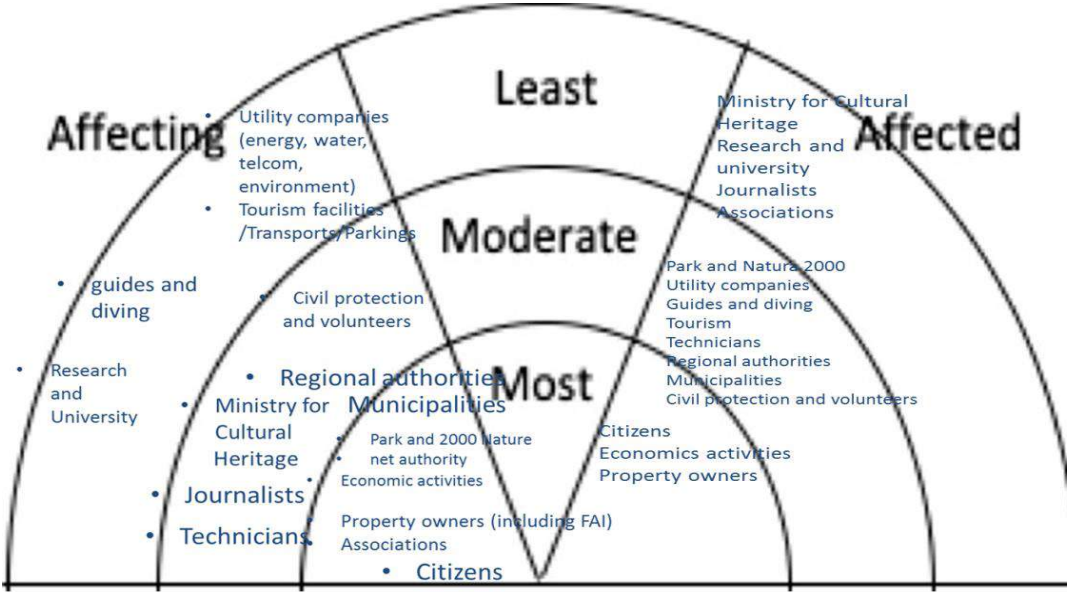 Least
Moderate
Most
Affecting
• Utility companies
(energy, water,
telcom,
environment)
• Tourism facilities
/Transports/Parkings
• guides and
diving
• Civil protection
and volunteers
• Research
and
University
• Regional authorities
• Ministry for
Cultural
Heritage
Municipalities
• Park and 2000 Nature
• net authority
• Economic activities
• Journalists
• Technicians
• Property owners (including FAI)
• Associations
• Citizens
Affected
Ministry for Cultural
Heritage
Research and
university
Journalists
Associations
Park and Natura 2000
Utility companies
Guides and diving
Tourism
Technicians
Regional authorities
Municipalities
Civil protection and volunteers
Citizens
Economics activities
Property owners